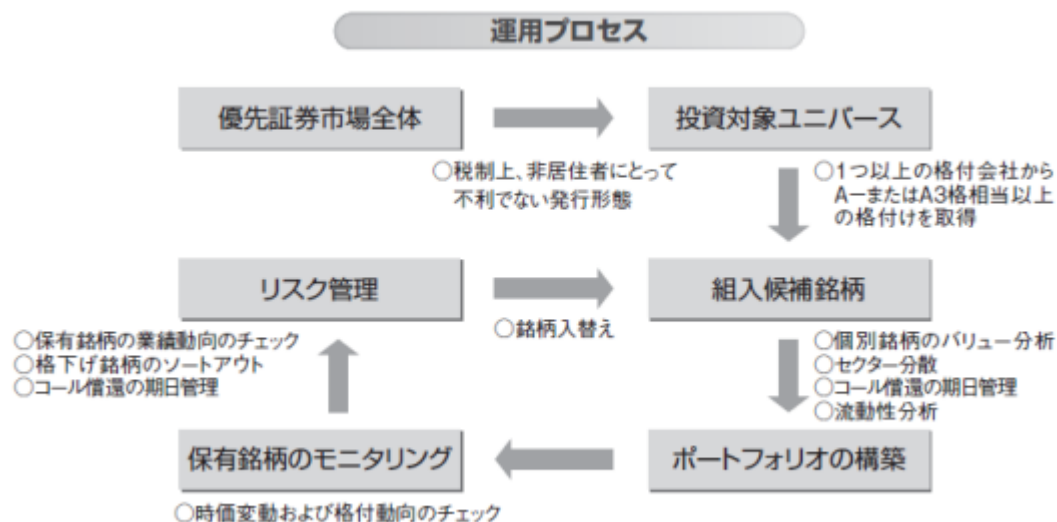 運用プロセス
優先証券市場全体
投資対象ユニバース
○税制上、非居住者にとって
不利でない発行形態
○1つ以上の格付会社から
A－またはA3格相当以上
の格付けを取得
リスク管理
組入候補銘柄
○銘柄入替え
○保有銘柄の業績動向のチェック
○格下げ銘柄のソートアウト
○コール償還の期日管理
○個別銘柄のバリュー分析
○セクター分散
○コール償還の期日管理
○流動性分析
保有銘柄のモニタリング
ポートフォリオの構築
○時価変動および格付動向のチェック